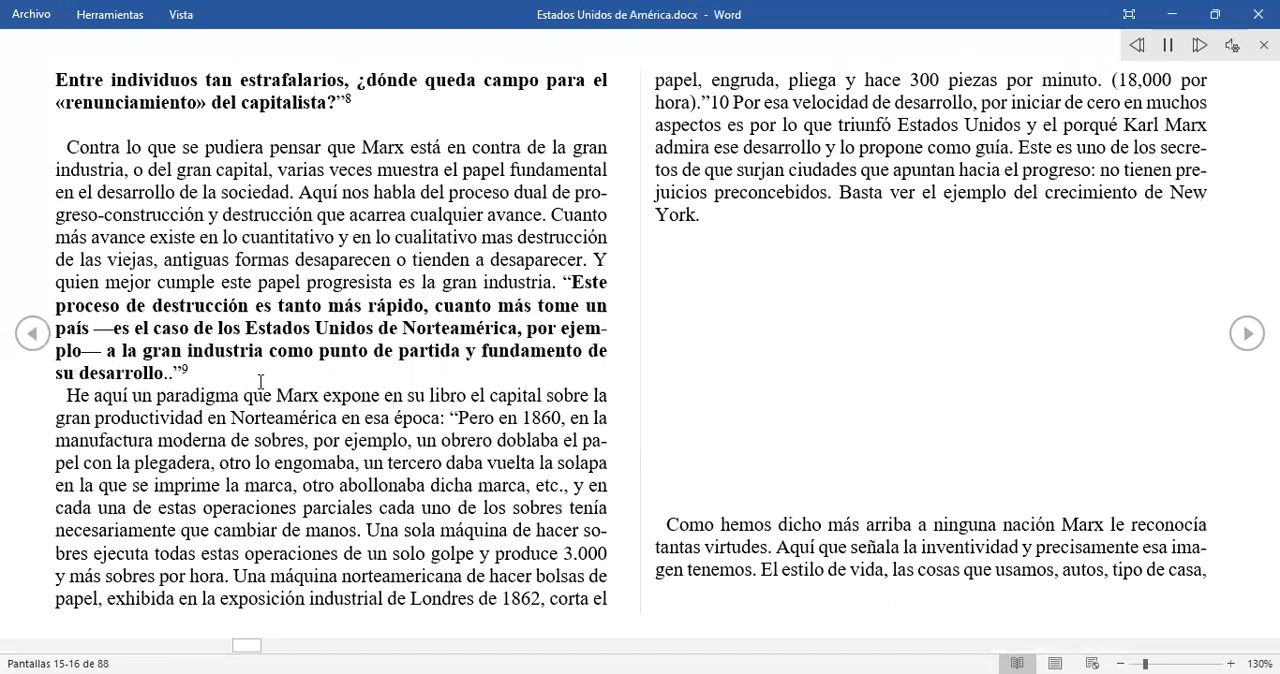 Archivo Herramientas Vista Estados Unidos de América.docx - Word
Entre individuos tan estrafalarios, ¿dónde queda campo para el
«renunciamiento» del capitalista?”8
Contra lo que se pudiera pensar que Marx está en contra de la gran
industria, o del gran capital, varias veces muestra el papel fundamental
en el desarrollo de la sociedad. Aquí nos habla del proceso dual de pro-
greso-construcción y destrucción que acarrea cualquier avance. Cuanto
más avance existe en lo cuantitativo y en lo cualitativo mas destrucción
de las viejas, antiguas formas desaparecen o tienden a desaparecer. Y
quien mejor cumple este papel progresista es la gran industria. “Este
proceso de destrucción es tanto más rápido, cuanto más tome un
país —es el caso de los Estados Unidos de Norteamérica, por ejem-
plo— a la gran industria como punto de partida y fundamento de
su desarrollo..”9
He aquí un paradigma que Marx expone en su libro el capital sobre la
gran productividad en Norteamérica en esa época: “Pero en 1860, en la
manufactura moderna de sobres, por ejemplo, un obrero doblaba el pa-
pel con la plegadera, otro lo engomaba, un tercero daba vuelta la solapa
en la que se imprime la marca, otro abollonaba dicha marca, etc., y en
cada una de estas operaciones parciales cada uno de los sobres tenía
necesariamente que cambiar de manos. Una sola máquina de hacer so-
bres ejecuta todas estas operaciones de un solo golpe y produce 3.000
y más sobres por hora. Una máquina norteamericana de hacer bolsas de
papel, exhibida en la exposición industrial de Londres de 1862, corta el
papel, engruda, pliega y hace 300 piezas por minuto. (18,000 por
hora).”10 Por esa velocidad de desarrollo, por iniciar de cero en muchos
aspectos es por lo que triunfó Estados Unidos y el porqué Karl Marx
admira ese desarrollo y lo propone como guía. Este es uno de los secre-
tos de que surjan ciudades que apuntan hacia el progreso: no tienen pre-
juicios preconcebidos. Basta ver el ejemplo del crecimiento de New
York.
Como hemos dicho más arriba a ninguna nación Marx le reconocía
tantas virtudes. Aquí que señala la inventividad y precisamente esa ima-
gen tenemos. El estilo de vida, las cosas que usamos, autos, tipo de casa,
Pantallas 15-16 de 88 130%